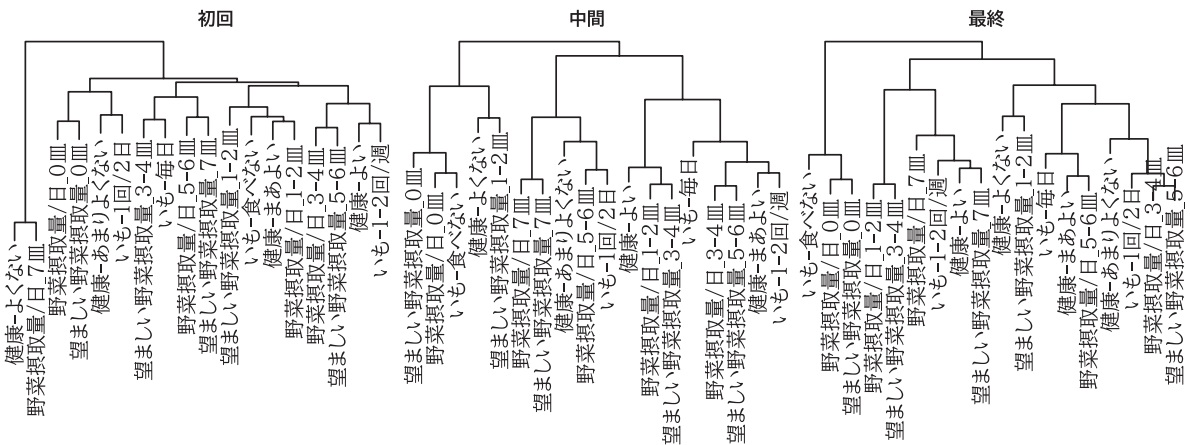 初回
健康-よくない
野菜摂取量/日_7皿
野菜摂取量/日_0皿
望ましい野菜摂取量_0皿
健康-あまりよくない
いも-1回/2日
望ましい野菜摂取量_3-4皿
いも-毎日
野菜摂取量/日_5-6皿
望ましい野菜摂取量_7皿
望ましい野菜摂取量_1-2皿
いも-食べない
健康-まあよい
野菜摂取量/日_1-2皿
野菜摂取量/日_3-4皿
望ましい野菜摂取量_5-6皿
健康-よい
いも-1-2回/週
中間
望ましい野菜摂取量_0皿
野菜摂取量/日_0皿
いも-食べない
健康-よくない
望ましい野菜摂取量_1-2皿
野菜摂取量/日_7皿
望ましい野菜摂取量_7皿
健康-あまりよくない
野菜摂取量/日_5-6皿
いも-1回/2日
健康-よい
野菜摂取量/日_1-2皿
望ましい野菜摂取量_3-4皿
いも-毎日
野菜摂取量/日_3-4皿
望ましい野菜摂取量_5-6皿
健康-まあよい
いも-1-2回/週
最終
いも-食べない
野菜摂取量/日_0皿
望ましい野菜摂取量_0皿
野菜摂取量/日_1-2皿
望ましい野菜摂取量_3-4皿
野菜摂取量/日_7皿
いも-1-2回/週
健康-よい
望ましい野菜摂取量_7皿
健康-よくない
望ましい野菜摂取量_1-2皿
いも-毎日
健康-まあよい
野菜摂取量/日_5-6皿
健康-あまりよくない
いも-1回/2日
野菜摂取量/日_3-4皿
望ましい野菜摂取量_5-6皿